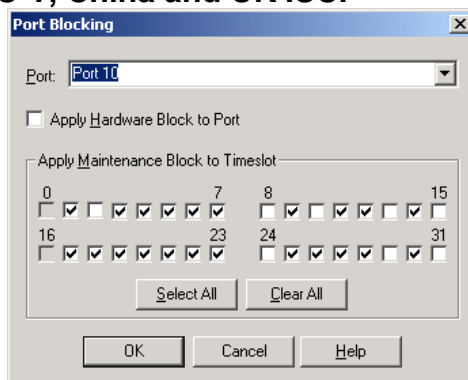 Port Blocking
Port: Port 10
Apply Hardware Block to Port
Apply Maintenance Block to Timeslot
0 7 8 15
16 23 24 31
Select All Clear All
OK Cancel Help